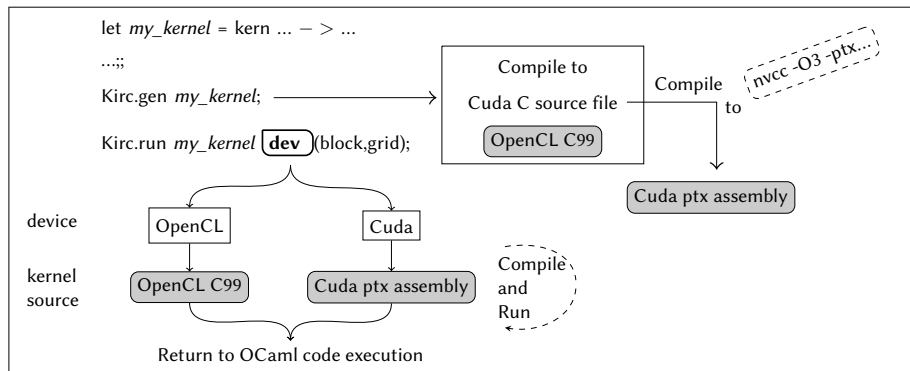 let my_kernel = kern ... − > ...
...;;
Kirc.gen my_kernel;
Compile to
Cuda C source file
OpenCL C99
Compile
to
nvcc -O3 -ptx...
Cuda ptx assembly
Kirc.run my_kernel dev (block,grid);
device
OpenCL
Cuda
kernel
source
OpenCL C99
Cuda ptx assembly
Compile
and
Run
Return to OCaml code execution